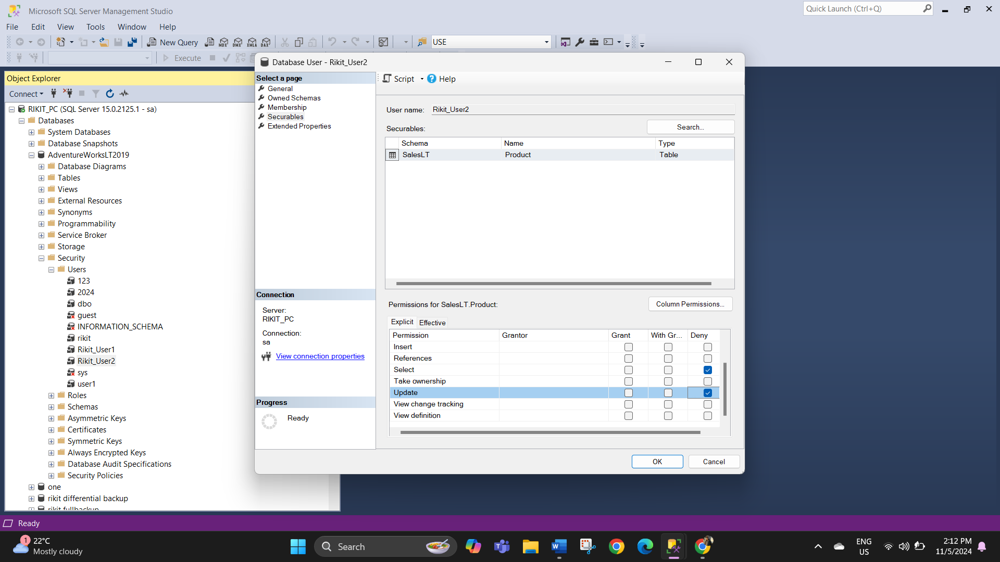 Microsoft SQL Server Management Studio
Quick Launch (Ctrl+Q)
File Edit View Tools Window Help
New Query MDX DMX XMLA DAX USE
Execute
Object Explorer
Connect
RIKIT_PC (SQL Server 15.0.2125.1 - sa)
Databases
System Databases
Database Snapshots
AdventureWorksLT2019
Database Diagrams
Tables
Views
External Resources
Synonyms
Programmability
Service Broker
Storage
Security
Users
123
2024
dbo
guest
INFORMATION_SCHEMA
rikit
Rikit_User1
Rikit_User2
sys
user1
Roles
Schemas
Asymmetric Keys
Certificates
Symmetric Keys
Always Encrypted Keys
Database Audit Specifications
Security Policies
one
rikit differential backup
rikit fullbackup
Database User - Rikit_User2
Select a page
General
Owned Schemas
Membership
Securables
Extended Properties
Connection
Server:
RIKIT_PC
Connection:
sa
View connection properties
Progress
Ready
Script Help
User name: Rikit_User2
Securables: Search...
Schema Name Type
SalesLT Product Table
Permissions for SalesLT.Product: Column Permissions...
Explicit Effective
Permission Grantor Grant With Gr... Deny
Insert
References
Select
Take ownership
Update
View change tracking
View definition
OK Cancel
Ready
1
22°C
Mostly cloudy
Search
ENG
US
2:12 PM
11/5/2024